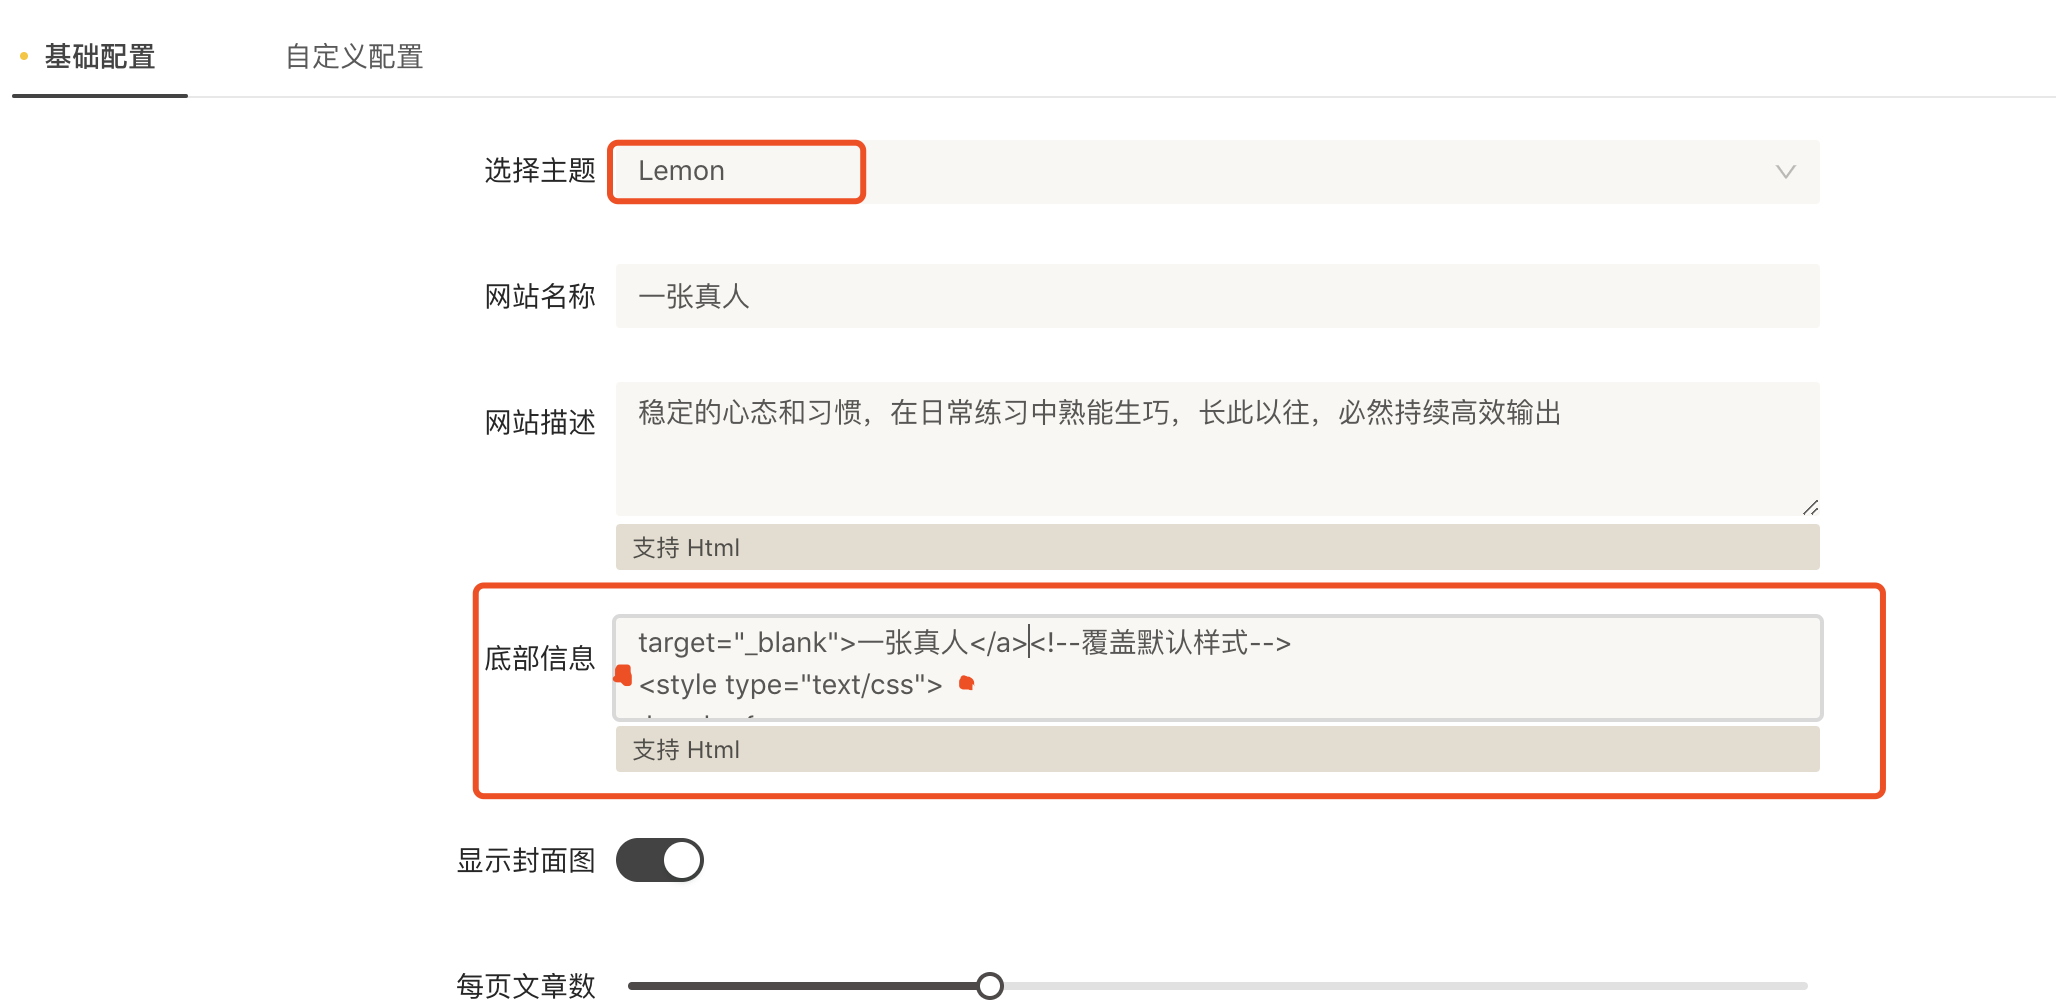 基础配置 自定义配置
选择主题 Lemon
网站名称 一张真人
网站描述 稳定的心态和习惯，在日常练习中熟能生巧，长此以往，必然持续高效输出
支持 Html
底部信息 target="_blank">一张真人</a><!--覆盖默认样式-->
<style type="text/css">
支持 Html
显示封面图
每页文章数